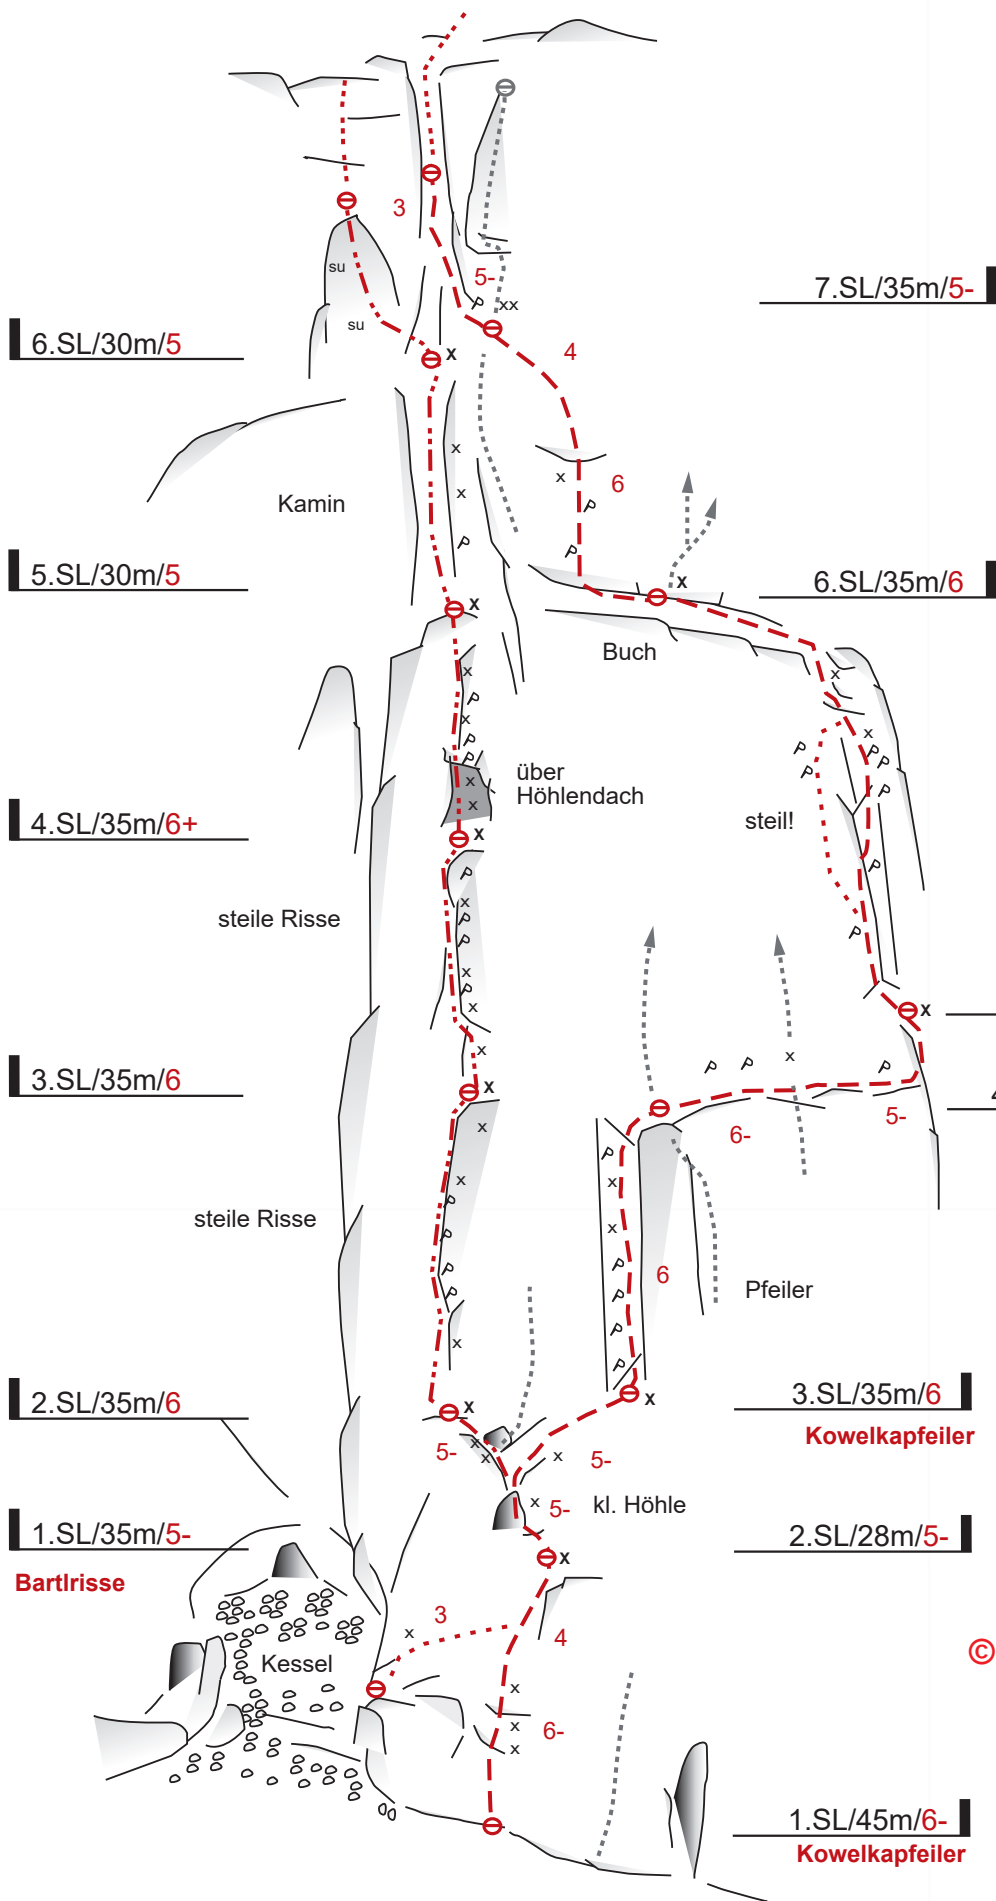 3
su
5-
P
xx
7.SL/35m/5-
su
6.SL/30m/5
x
4
x
Kamin
x
x
6
P
P
P
5.SL/30m/5
x
x
6.SL/35m/6
Buch
x
x
P
x
P
P
x
P
P
P
P
P
P
über
Höhlendach
x
x
steil!
4.SL/35m/6+
x
P
P
x
steile Risse
P
P
P
x
P
x
x
x
P
P
x
P
3.SL/35m/6
x
4
6-
5-
x
P
x
x
P
x
steile Risse
P
P
P
6
P
P
Pfeiler
P
x
P
2.SL/35m/6
x
x
3.SL/35m/6
Kowelkapfeiler
5-
x
x
x
5-
x
5-
kl. Höhle
1.SL/35m/5-
x
2.SL/28m/5-
Bartlrisse
3
x
4
©
Kessel
x
x
6-
x
1.SL/45m/6-
Kowelkapfeiler